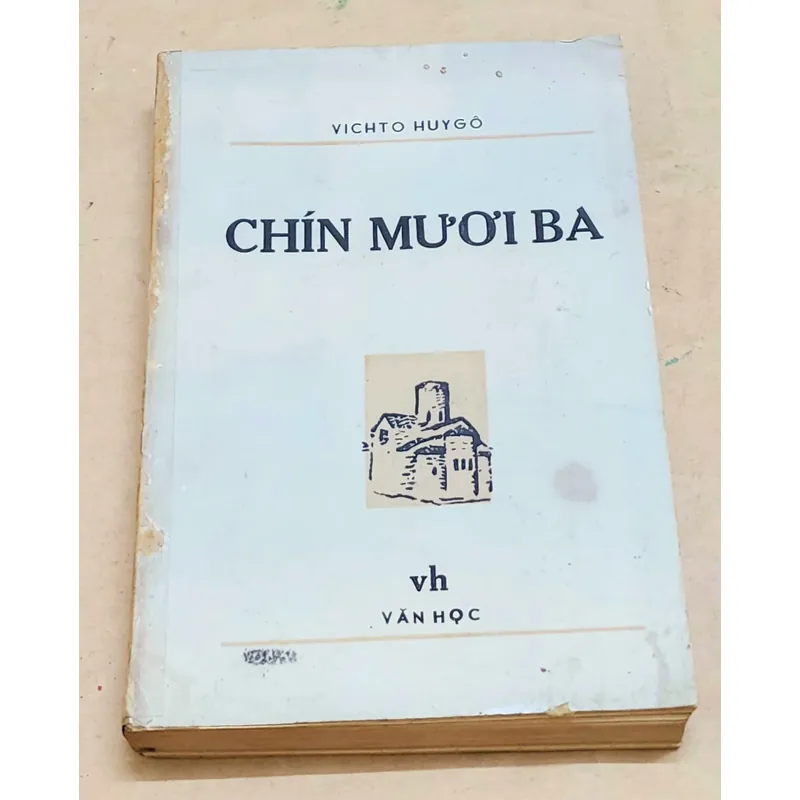 VICHTO HUYGÔ
CHÍN MƯƠI BA
vh
VĂN HỌC